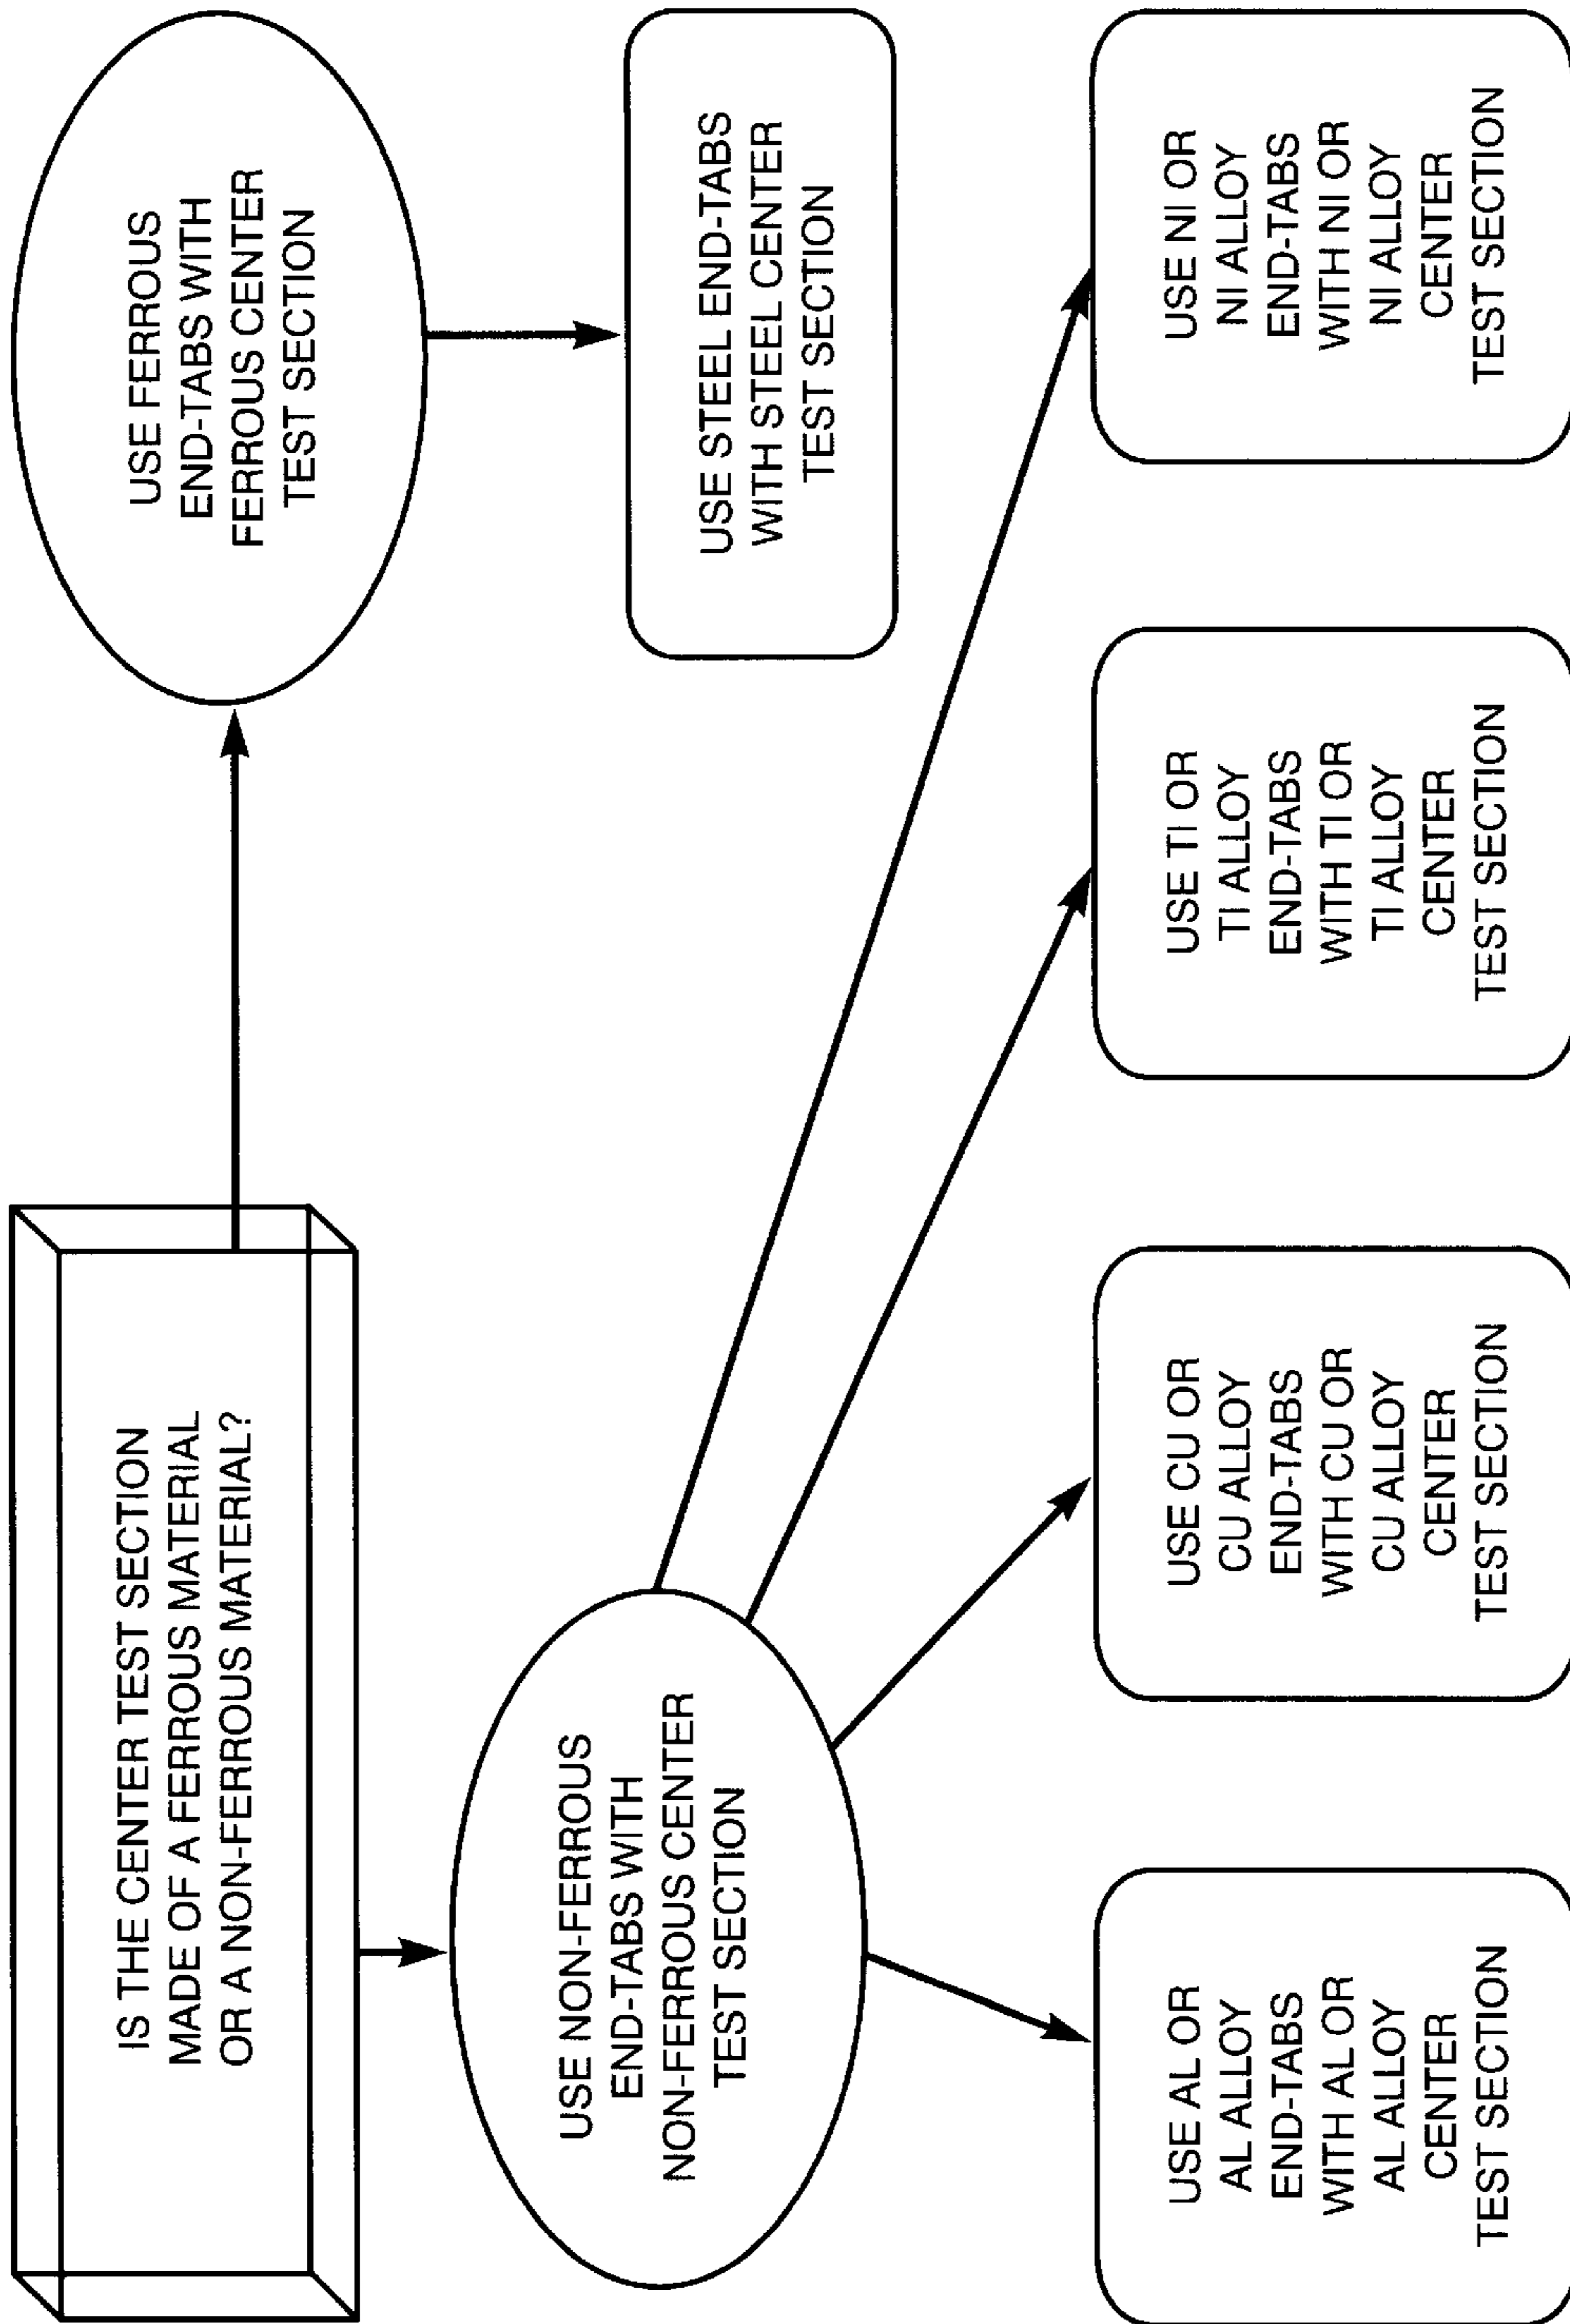 IS THE CENTER TEST SECTION
MADE OF A FERROUS MATERIAL
OR A NON-FERROUS MATERIAL?
USE FERROUS
END-TABS WITH
FERROUS CENTER
TEST SECTION
USE STEEL END-TABS
WITH STEEL CENTER
TEST SECTION
USE NON-FERROUS
END-TABS WITH
NON-FERROUS CENTER
TEST SECTION
USE AL OR
AL ALLOY
END-TABS
WITH AL OR
AL ALLOY
CENTER
TEST SECTION
USE CU OR
CU ALLOY
END-TABS
WITH CU OR
CU ALLOY
CENTER
TEST SECTION
USE TI OR
TI ALLOY
END-TABS
WITH TI OR
TI ALLOY
CENTER
TEST SECTION
USE NI OR
NI ALLOY
END-TABS
WITH NI OR
NI ALLOY
CENTER
TEST SECTION